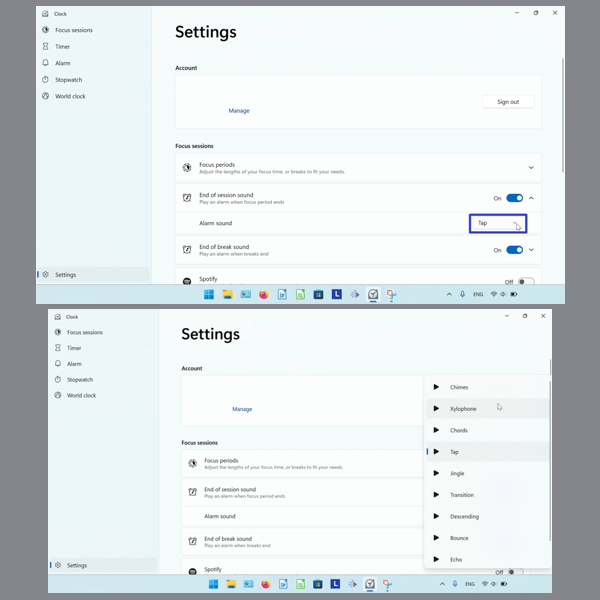 Clock
Focus sessions
Timer
Alarm
Stopwatch
World clock
Settings
Settings
Account
Manage
Sign out
Focus sessions
Focus periods
Adjust the lengths of your focus time, or breaks to fit your needs.
End of session sound
Play an alarm when focus period ends
On
Alarm sound
Tap
End of break sound
Play an alarm when breaks ends
On
Spotify
Off
L
ENG
Clock
Focus sessions
Timer
Alarm
Stopwatch
World clock
Settings
Settings
Account
Manage
Focus sessions
Focus periods
Adjust the lengths of your focus time, or breaks to fit your needs.
End of session sound
Play an alarm when focus period ends
Alarm sound
End of break sound
Play an alarm when breaks ends
Spotify
Off
Chimes
Xylophone
Chords
Tap
Jingle
Transition
Descending
Bounce
Echo
L
ENG